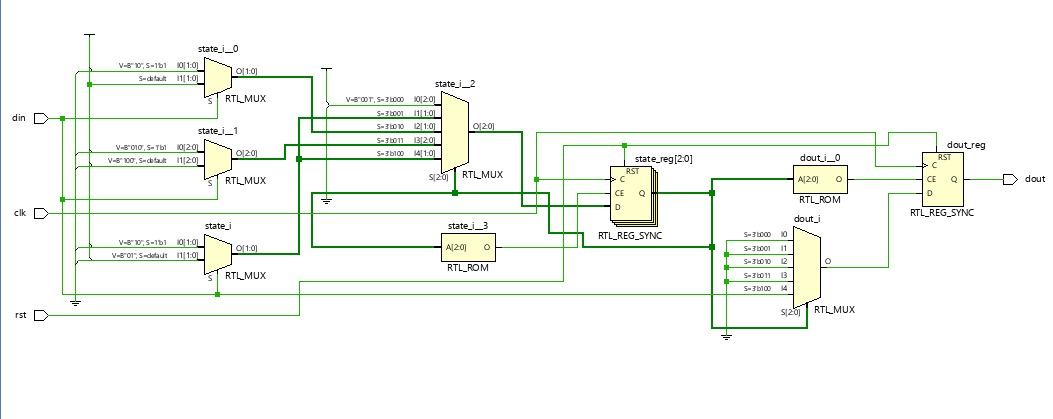 state_i__0
V=B"10", S=1'b1 I0[1:0]
S=default I1[1:0]
O[1:0]
S
RTL_MUX
din
state_i__1
V=B"010", S=1'b1 I0[2:0]
V=B"100", S=default I1[2:0]
O[2:0]
S
RTL_MUX
clk
state_i
V=B"10", S=1'b1 I0[1:0]
V=B"01", S=default I1[1:0]
O[1:0]
S
RTL_MUX
rst
state_i__2
V=B"001", S=3'b000 I0[2:0]
S=3'b001 I1[1:0]
S=3'b010 I2[1:0]
S=3'b011 I3[2:0]
S=3'b100 I4[1:0]
O[2:0]
S[2:0]
RTL_MUX
state_i__3
A[2:0] O
RTL_ROM
state_reg[2:0]
RST
C
CE Q
D
RTL_REG_SYNC
dout_i__0
A[2:0] O
RTL_ROM
dout_i
S=3'b000 I0
S=3'b001 I1
S=3'b010 I2
S=3'b011 I3
S=3'b100 I4
O
S[2:0]
RTL_MUX
dout_reg
RST
C
CE Q
D
RTL_REG_SYNC
dout